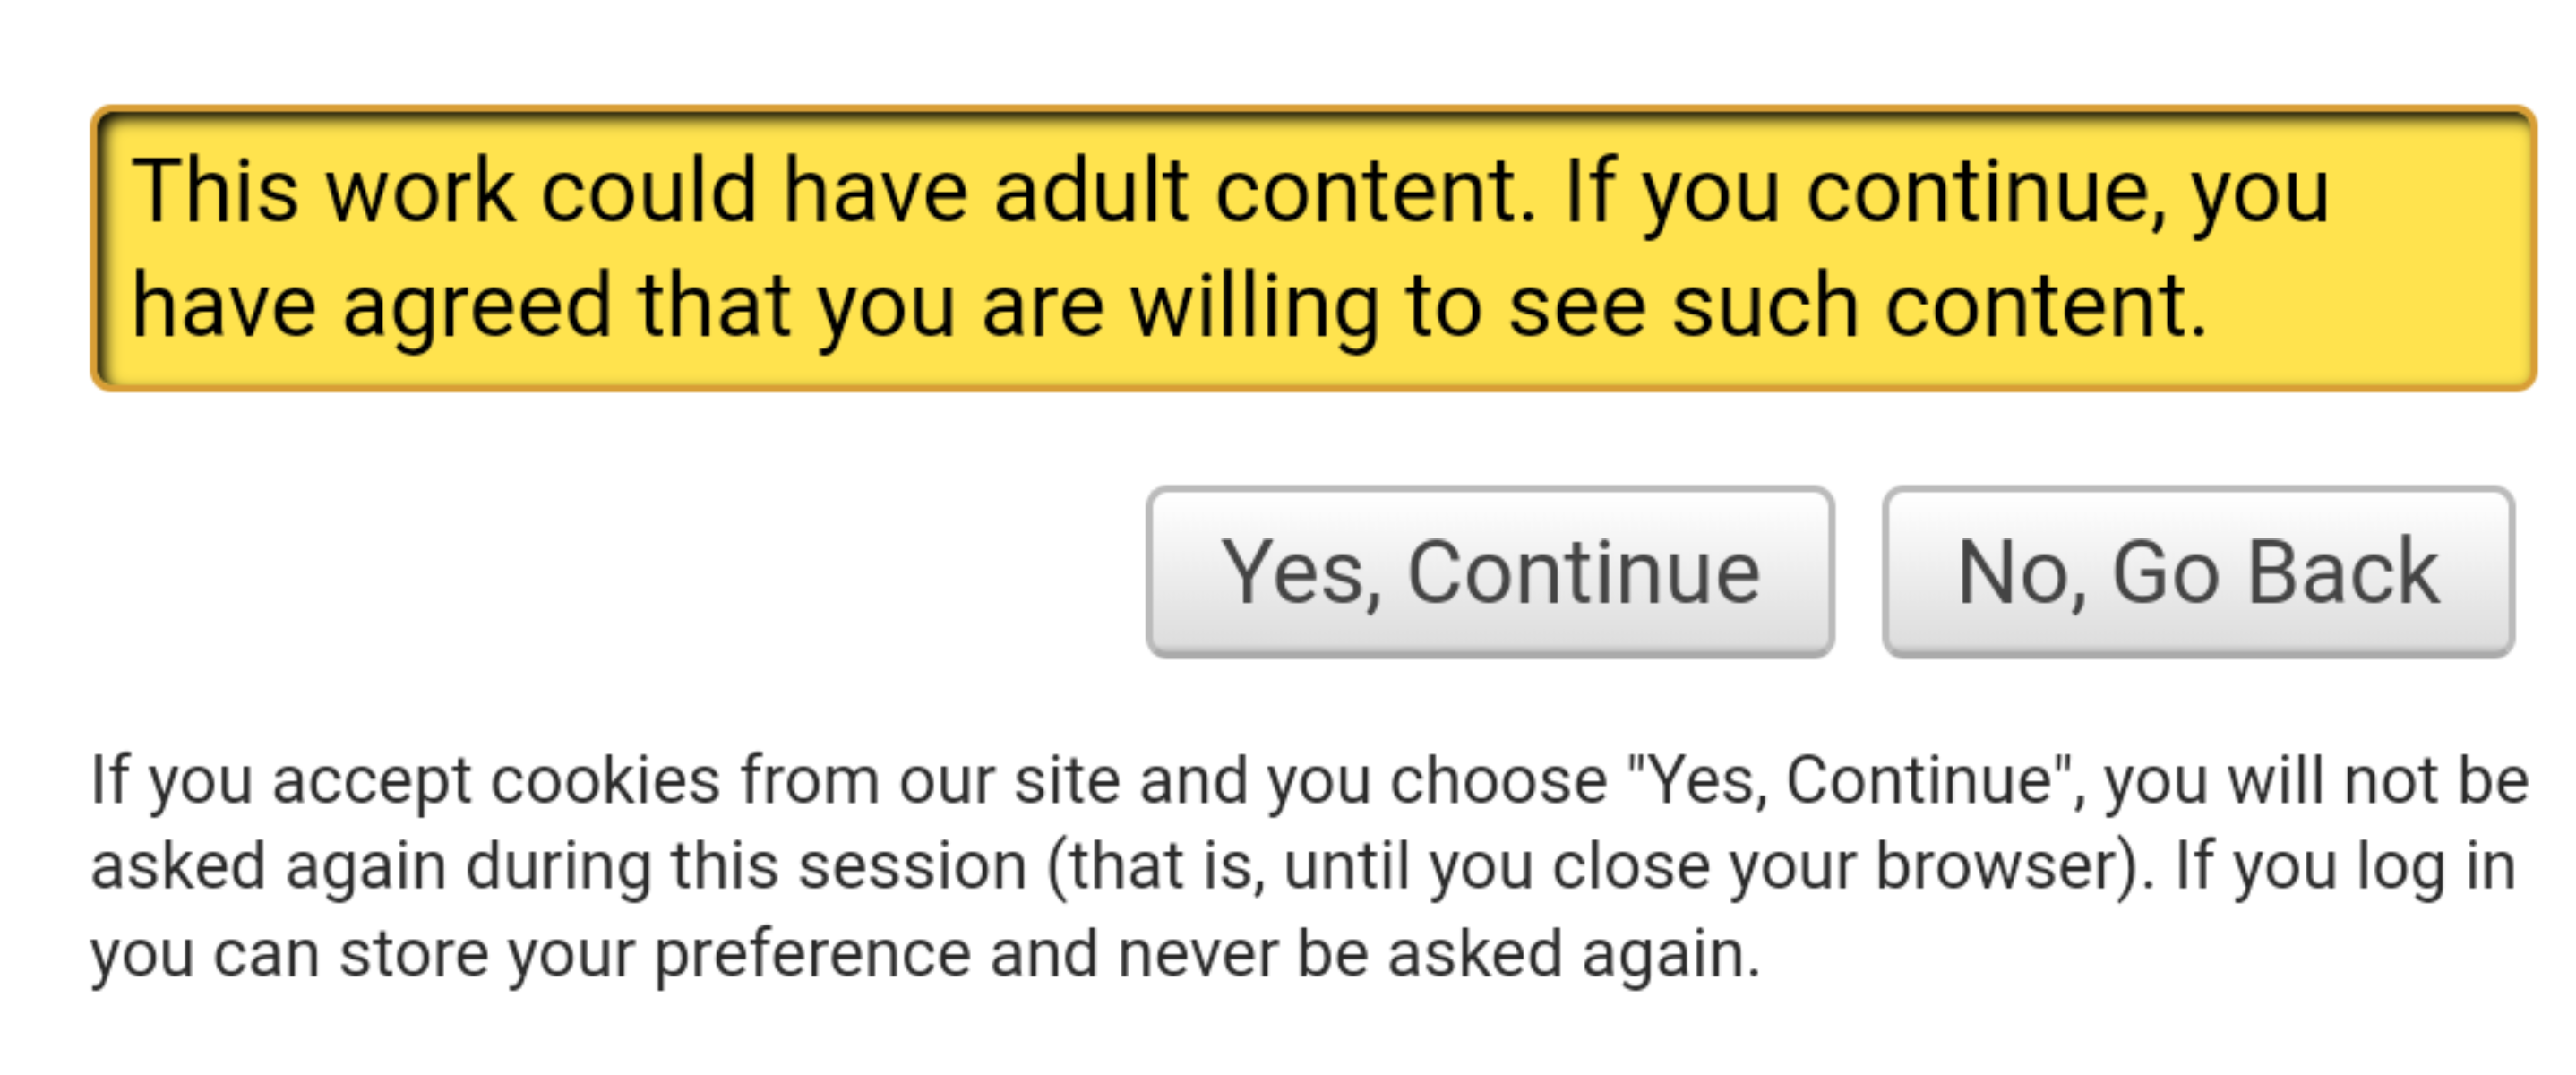 This work could have adult content. If you continue, you
have agreed that you are willing to see such content.
Yes, Continue
No, Go Back
If you accept cookies from our site and you choose "Yes, Continue", you will not be
asked again during this session (that is, until you close your browser). If you log in
you can store your preference and never be asked again.